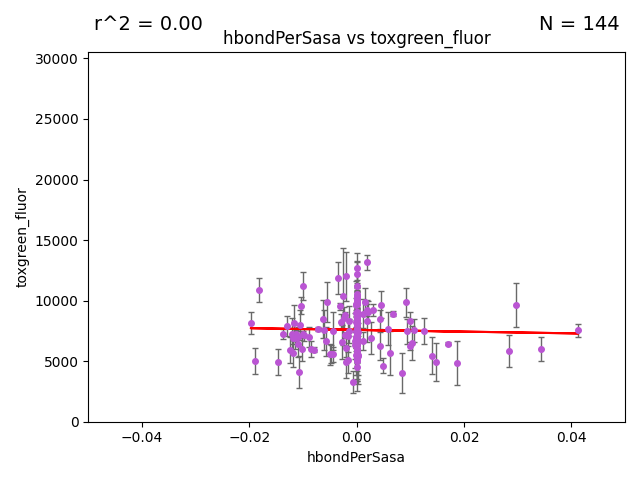 r^2 = 0.00
N = 144
hbondPerSasa vs toxgreen_fluor
30000
25000
20000
15000
10000
5000
0
toxgreen_fluor
−0.04
−0.02
0.00
0.02
0.04
hbondPerSasa